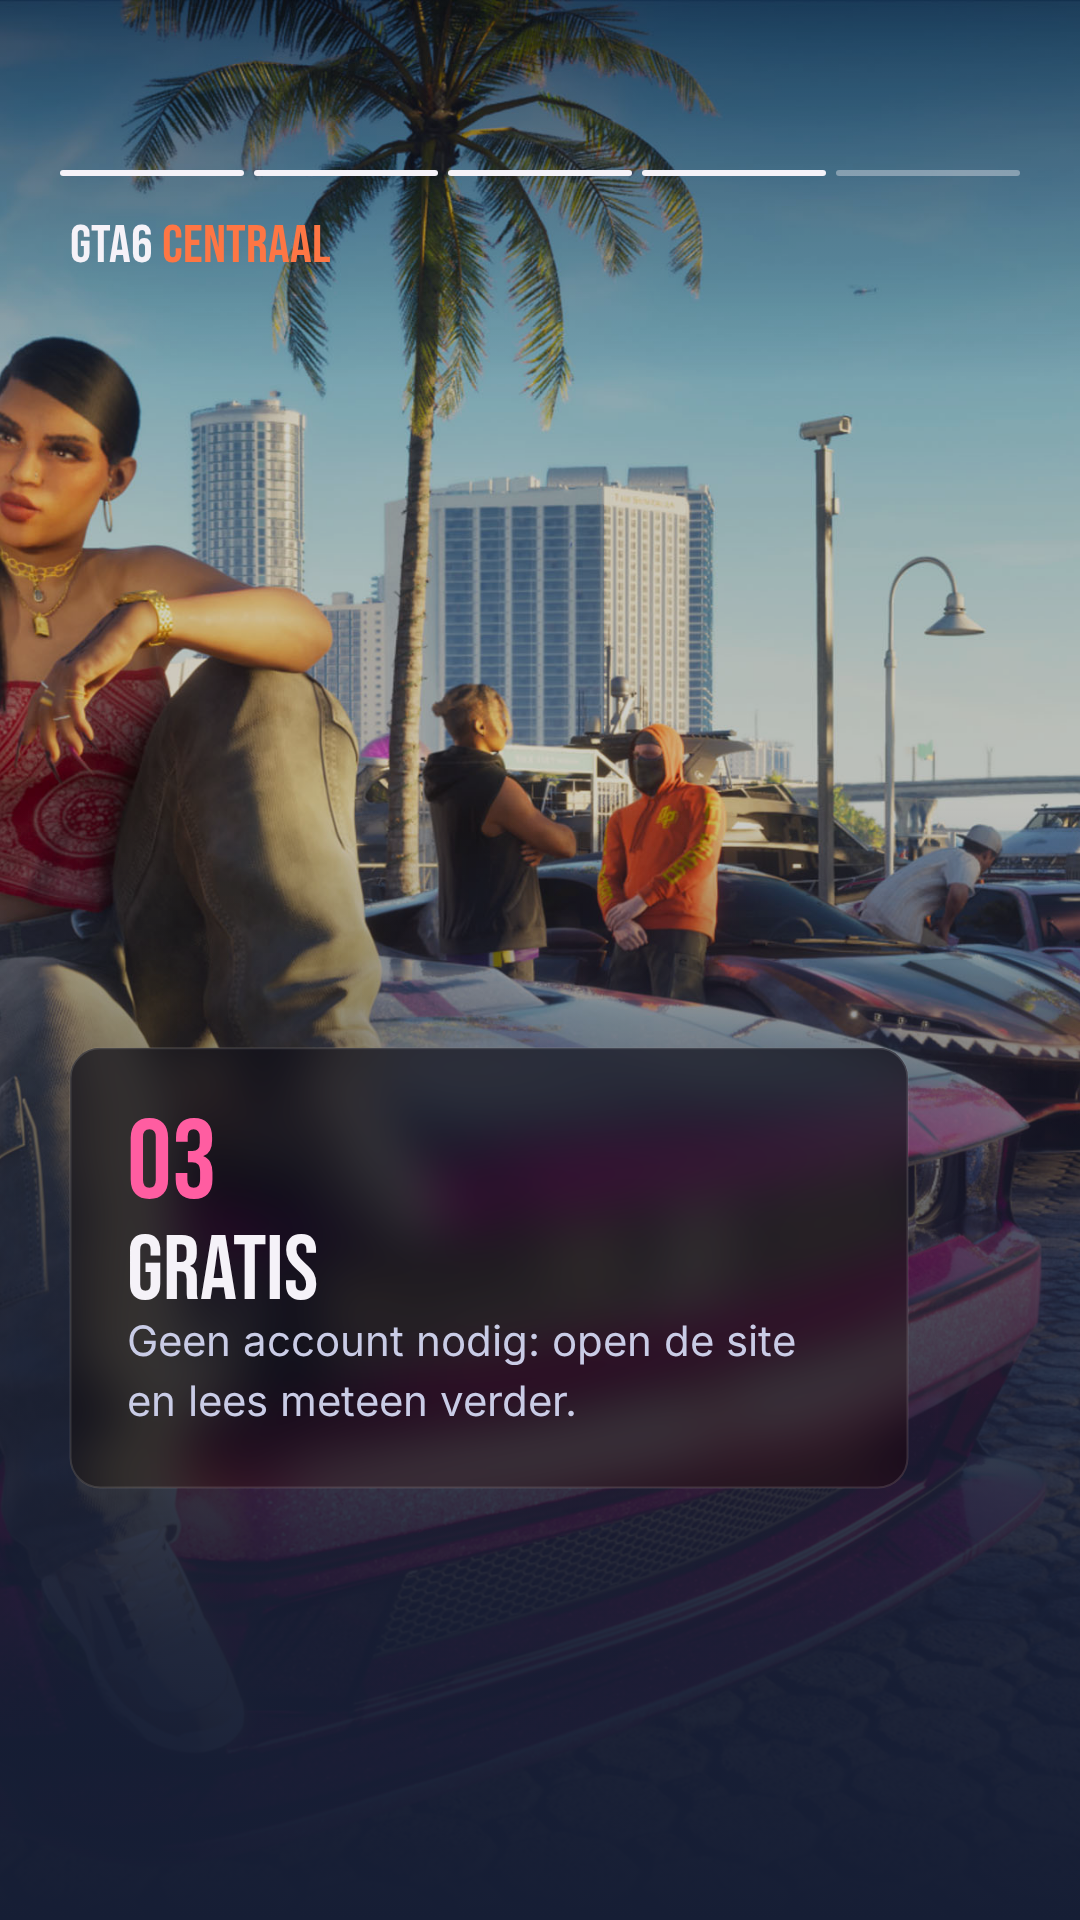 GTA6 CENTRAAL
03
GRATIS
Geen account nodig: open de site
en lees meteen verder.